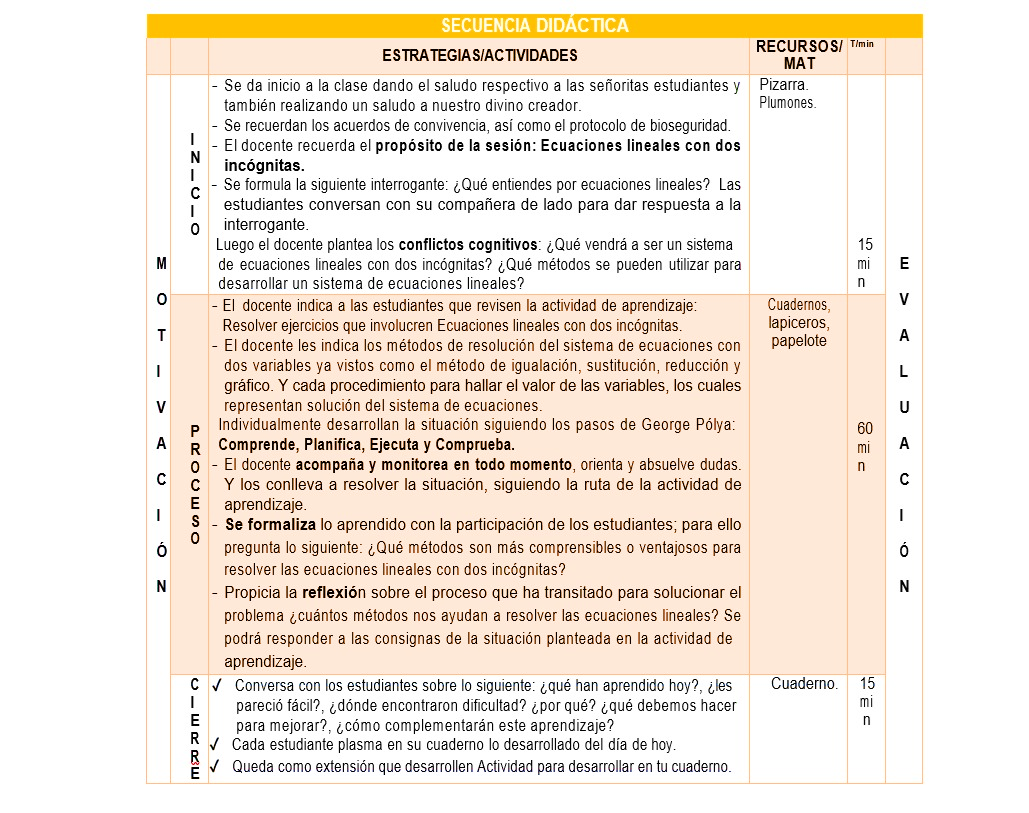 SECUENCIA DIDÁCTICA
ESTRATEGIAS/ACTIVIDADES
RECURSOS/
MAT
T/min
MOTIVACIÓN
INICIO
- Se da inicio a la clase dando el saludo respectivo a las señoritas estudiantes y
también realizando un saludo a nuestro divino creador.
- Se recuerdan los acuerdos de convivencia, así como el protocolo de bioseguridad.
- El docente recuerda el propósito de la sesión: Ecuaciones lineales con dos
incógnitas.
- Se formula la siguiente interrogante: ¿Qué entiendes por ecuaciones lineales? Las
estudiantes conversan con su compañera de lado para dar respuesta a la
interrogante.
Luego el docente plantea los conflictos cognitivos: ¿Qué vendrá a ser un sistema
de ecuaciones lineales con dos incógnitas? ¿Qué métodos se pueden utilizar para
desarrollar un sistema de ecuaciones lineales?
Pizarra.
Plumones.
15
mi
n
EVALUACIÓN
PROCESO
- El docente indica a las estudiantes que revisen la actividad de aprendizaje:
Resolver ejercicios que involucren Ecuaciones lineales con dos incógnitas.
- El docente les indica los métodos de resolución del sistema de ecuaciones con
dos variables ya vistos como el método de igualación, sustitución, reducción y
gráfico. Y cada procedimiento para hallar el valor de las variables, los cuales
representan solución del sistema de ecuaciones.
Individualmente desarrollan la situación siguiendo los pasos de George Pólya:
Comprende, Planifica, Ejecuta y Comprueba.
- El docente acompaña y monitorea en todo momento, orienta y absuelve dudas.
Y los conlleva a resolver la situación, siguiendo la ruta de la actividad de
aprendizaje.
- Se formaliza lo aprendido con la participación de los estudiantes; para ello
pregunta lo siguiente: ¿Qué métodos son más comprensibles o ventajosos para
resolver las ecuaciones lineales con dos incógnitas?
- Propicia la reflexión sobre el proceso que ha transitado para solucionar el
problema ¿cuántos métodos nos ayudan a resolver las ecuaciones lineales? Se
podrá responder a las consignas de la situación planteada en la actividad de
aprendizaje.
Cuadernos,
lapiceros,
papelote
60
mi
n
CIERRE
✓ Conversa con los estudiantes sobre lo siguiente: ¿qué han aprendido hoy?, ¿les
pareció fácil?, ¿dónde encontraron dificultad? ¿por qué? ¿qué debemos hacer
para mejorar?, ¿cómo complementarán este aprendizaje?
✓ Cada estudiante plasma en su cuaderno lo desarrollado del día de hoy.
✓ Queda como extensión que desarrollen Actividad para desarrollar en tu cuaderno.
Cuaderno.
15
mi
n